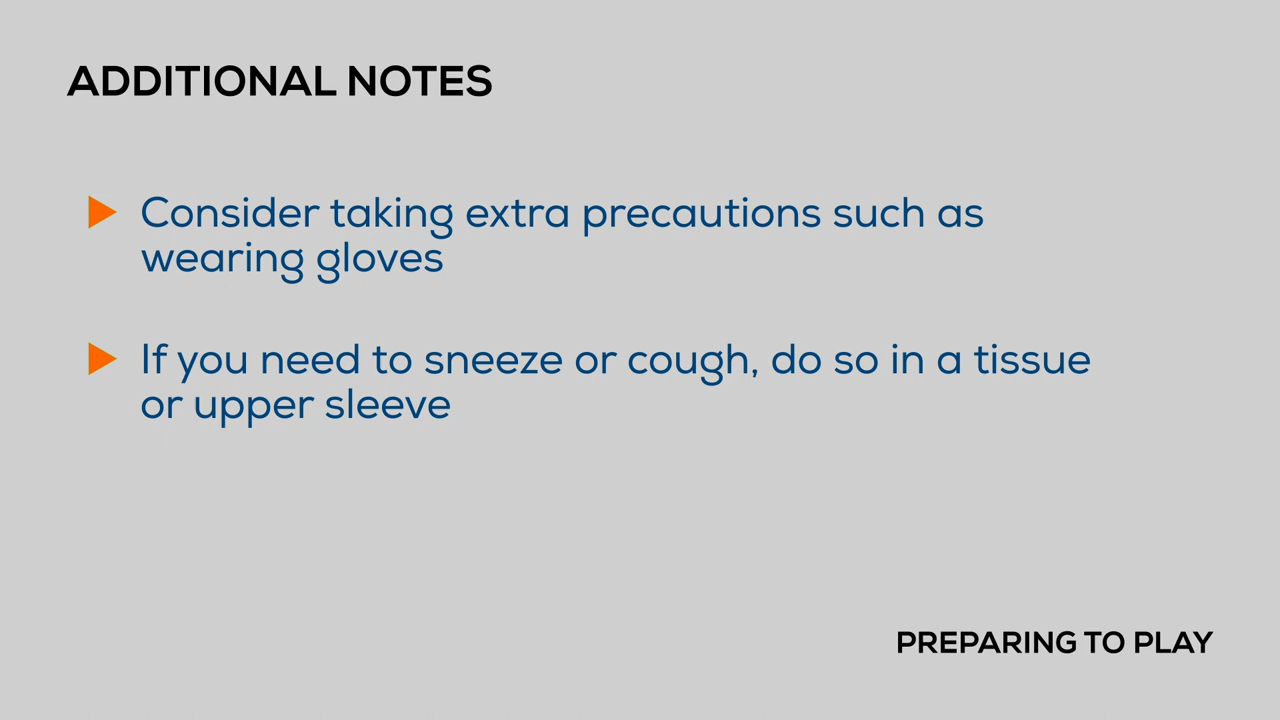 ADDITIONAL NOTES
Consider taking extra precautions such as
wearing gloves
If you need to sneeze or cough, do so in a tissue
or upper sleeve
PREPARING TO PLAY